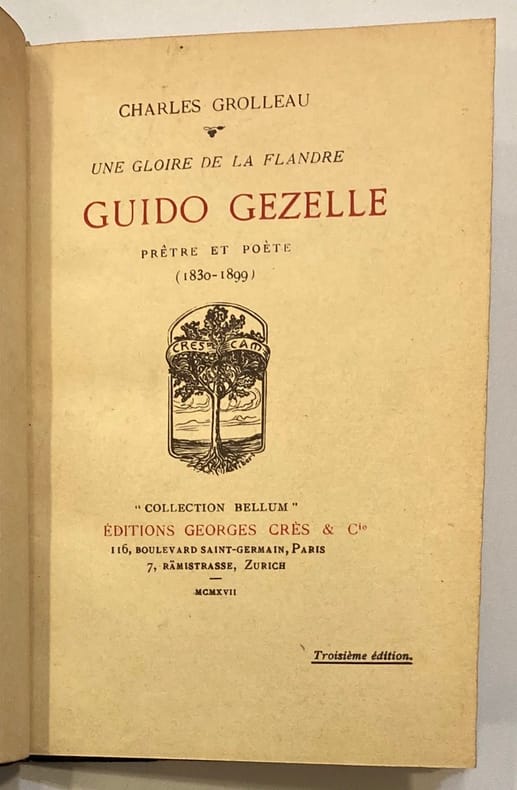 CHARLES GROLLEAU
UNE GLOIRE DE LA FLANDRE
GUIDO GEZELLE
PRÊTRE ET POÈTE
(1830-1899)
CRES CAM
"COLLECTION BELLUM"
ÉDITIONS GEORGES CRÈS & Cie
116, BOULEVARD SAINT-GERMAIN, PARIS
7, RÄMISTRASSE, ZURICH
MCMXVII
Troisième édition.